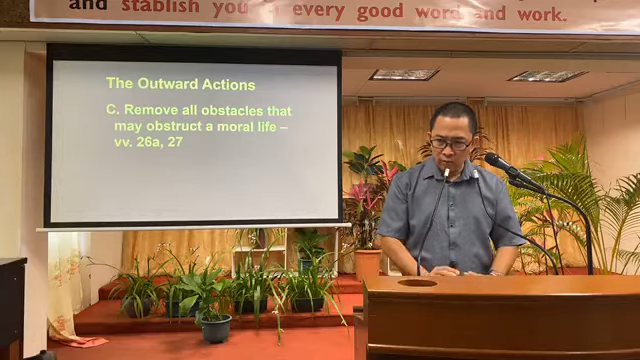 and stablish you in every good word and work.
The Outward Actions
C. Remove all obstacles that
may obstruct a moral life –
vv. 26a, 27